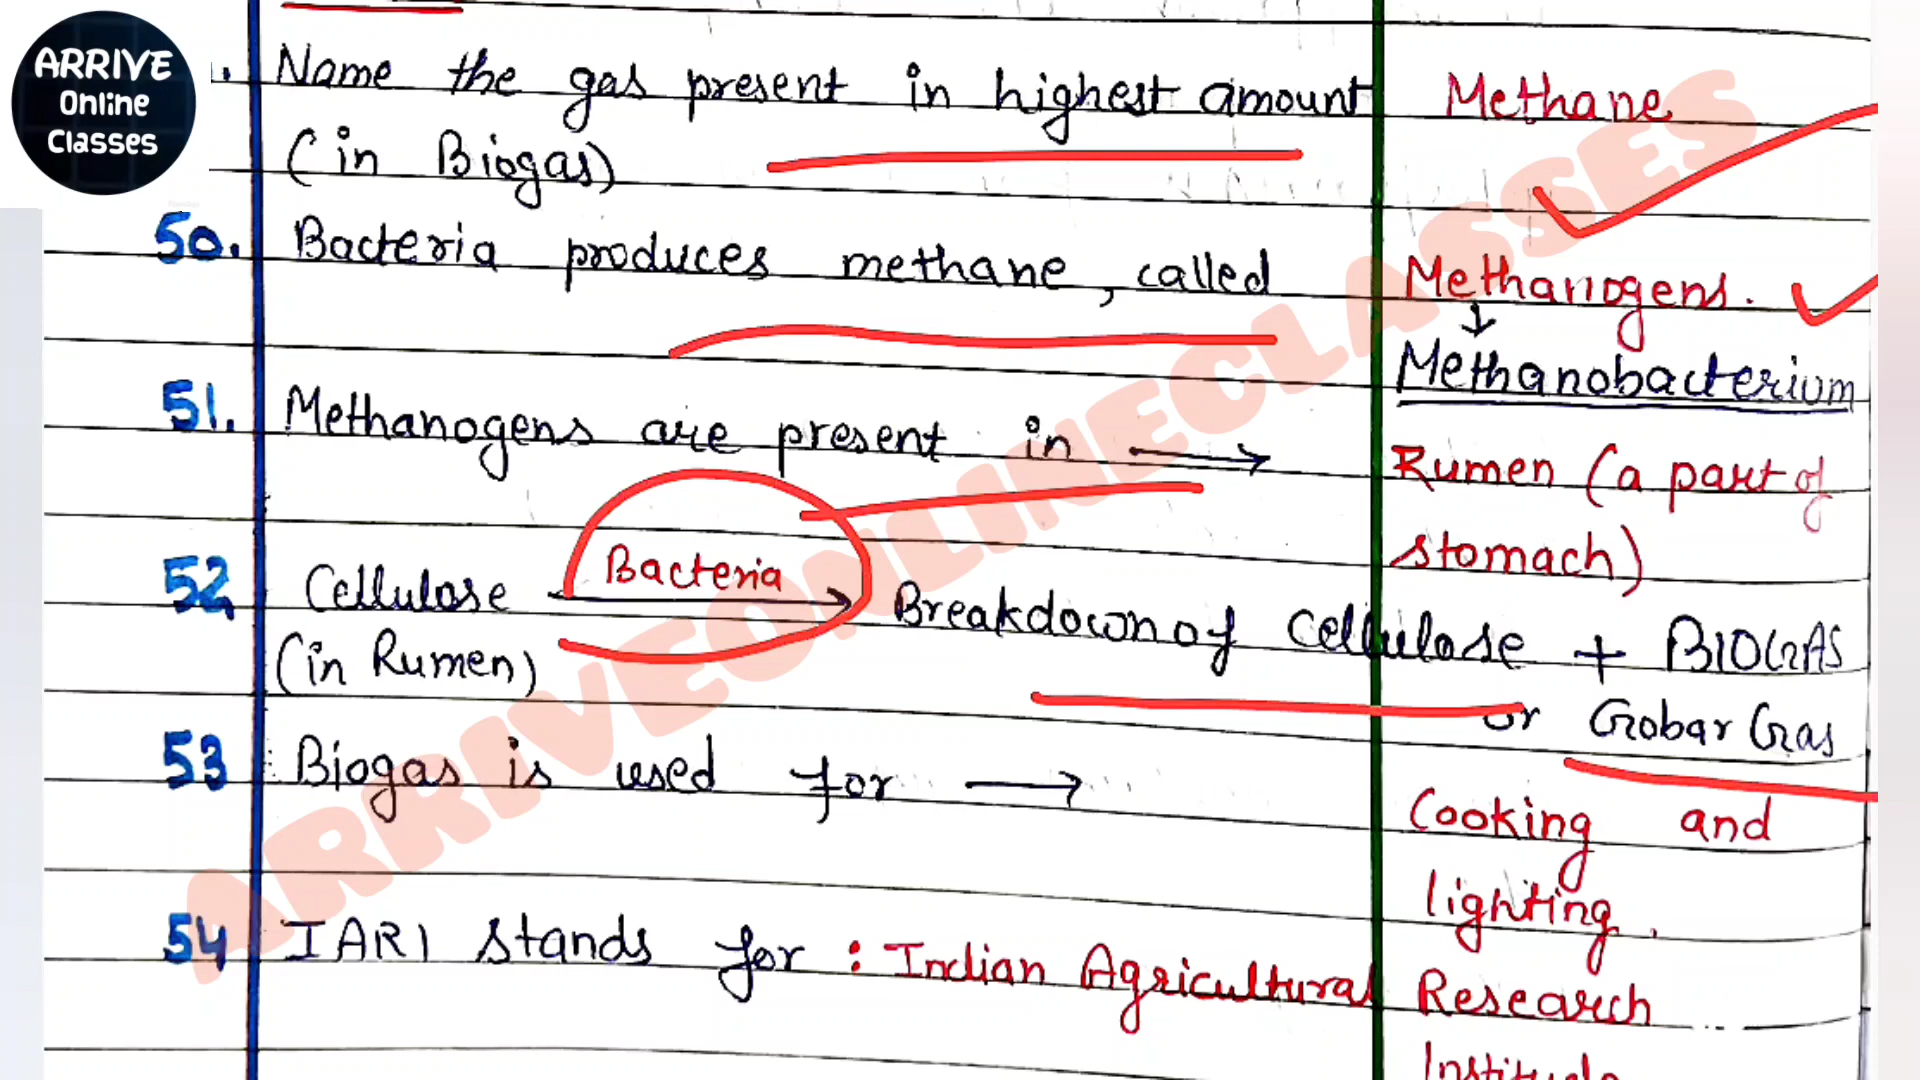 ARRIVE
Online
Classes
. Name the gas present in highest amount Methane
(in Biogas)
50. Bacteria produces methane, called Methanogens.
↓
Methanobacterium
51. Methanogens are present in → Rumen (a part of
stomach)
52 Cellulose Bacteria → Breakdown of Cellulose + BIOGAS
(in Rumen) or Gobar Gas
53 Biogas is used for → Cooking and
lighting.
54 IARI stands for : Indian Agricultural Research
ARRIVEONLINECLASSES